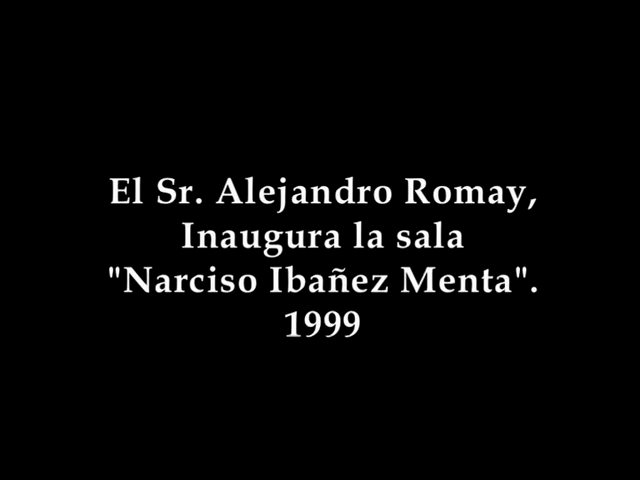 El Sr. Alejandro Romay,
Inaugura la sala
"Narciso Ibañez Menta".
1999